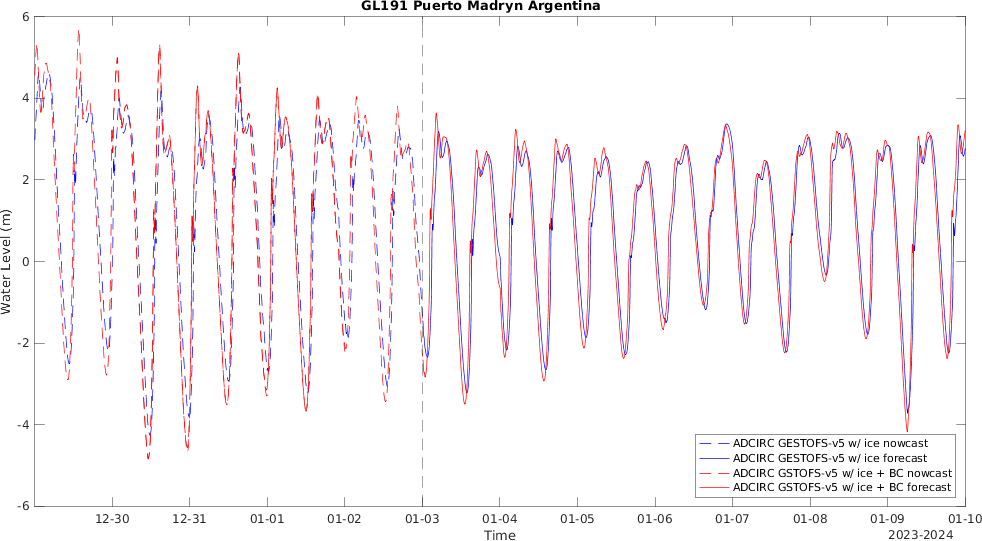 GL191 Puerto Madryn Argentina
6
4
2
0
-2
-4
-6
Water Level (m)
12-30
12-31
01-01
01-02
01-03
01-04
01-05
01-06
01-07
01-08
01-09
01-10
Time
2023-2024
ADCIRC GESTOFS-v5 w/ ice nowcast
ADCIRC GESTOFS-v5 w/ ice forecast
ADCIRC GSTOFS-v5 w/ ice + BC nowcast
ADCIRC GSTOFS-v5 w/ ice + BC forecast